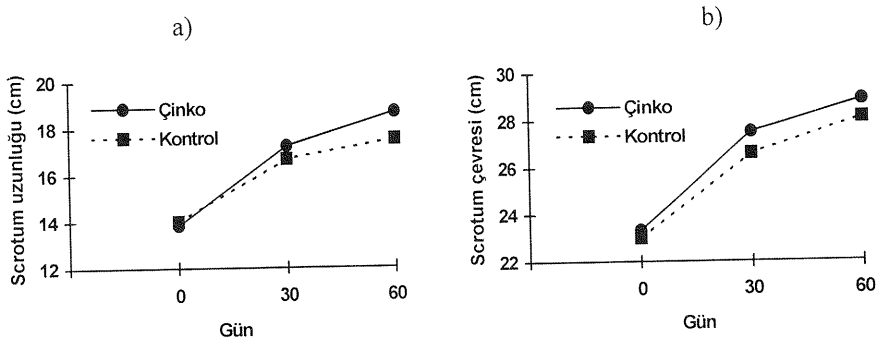 a)
Scrotum uzunluğu (cm)
20
18
16
14
12
Çinko
Kontrol
0 30 60
Gün
b)
Scrotum çevresi (cm)
30
28
26
24
22
Çinko
Kontrol
0 30 60
Gün